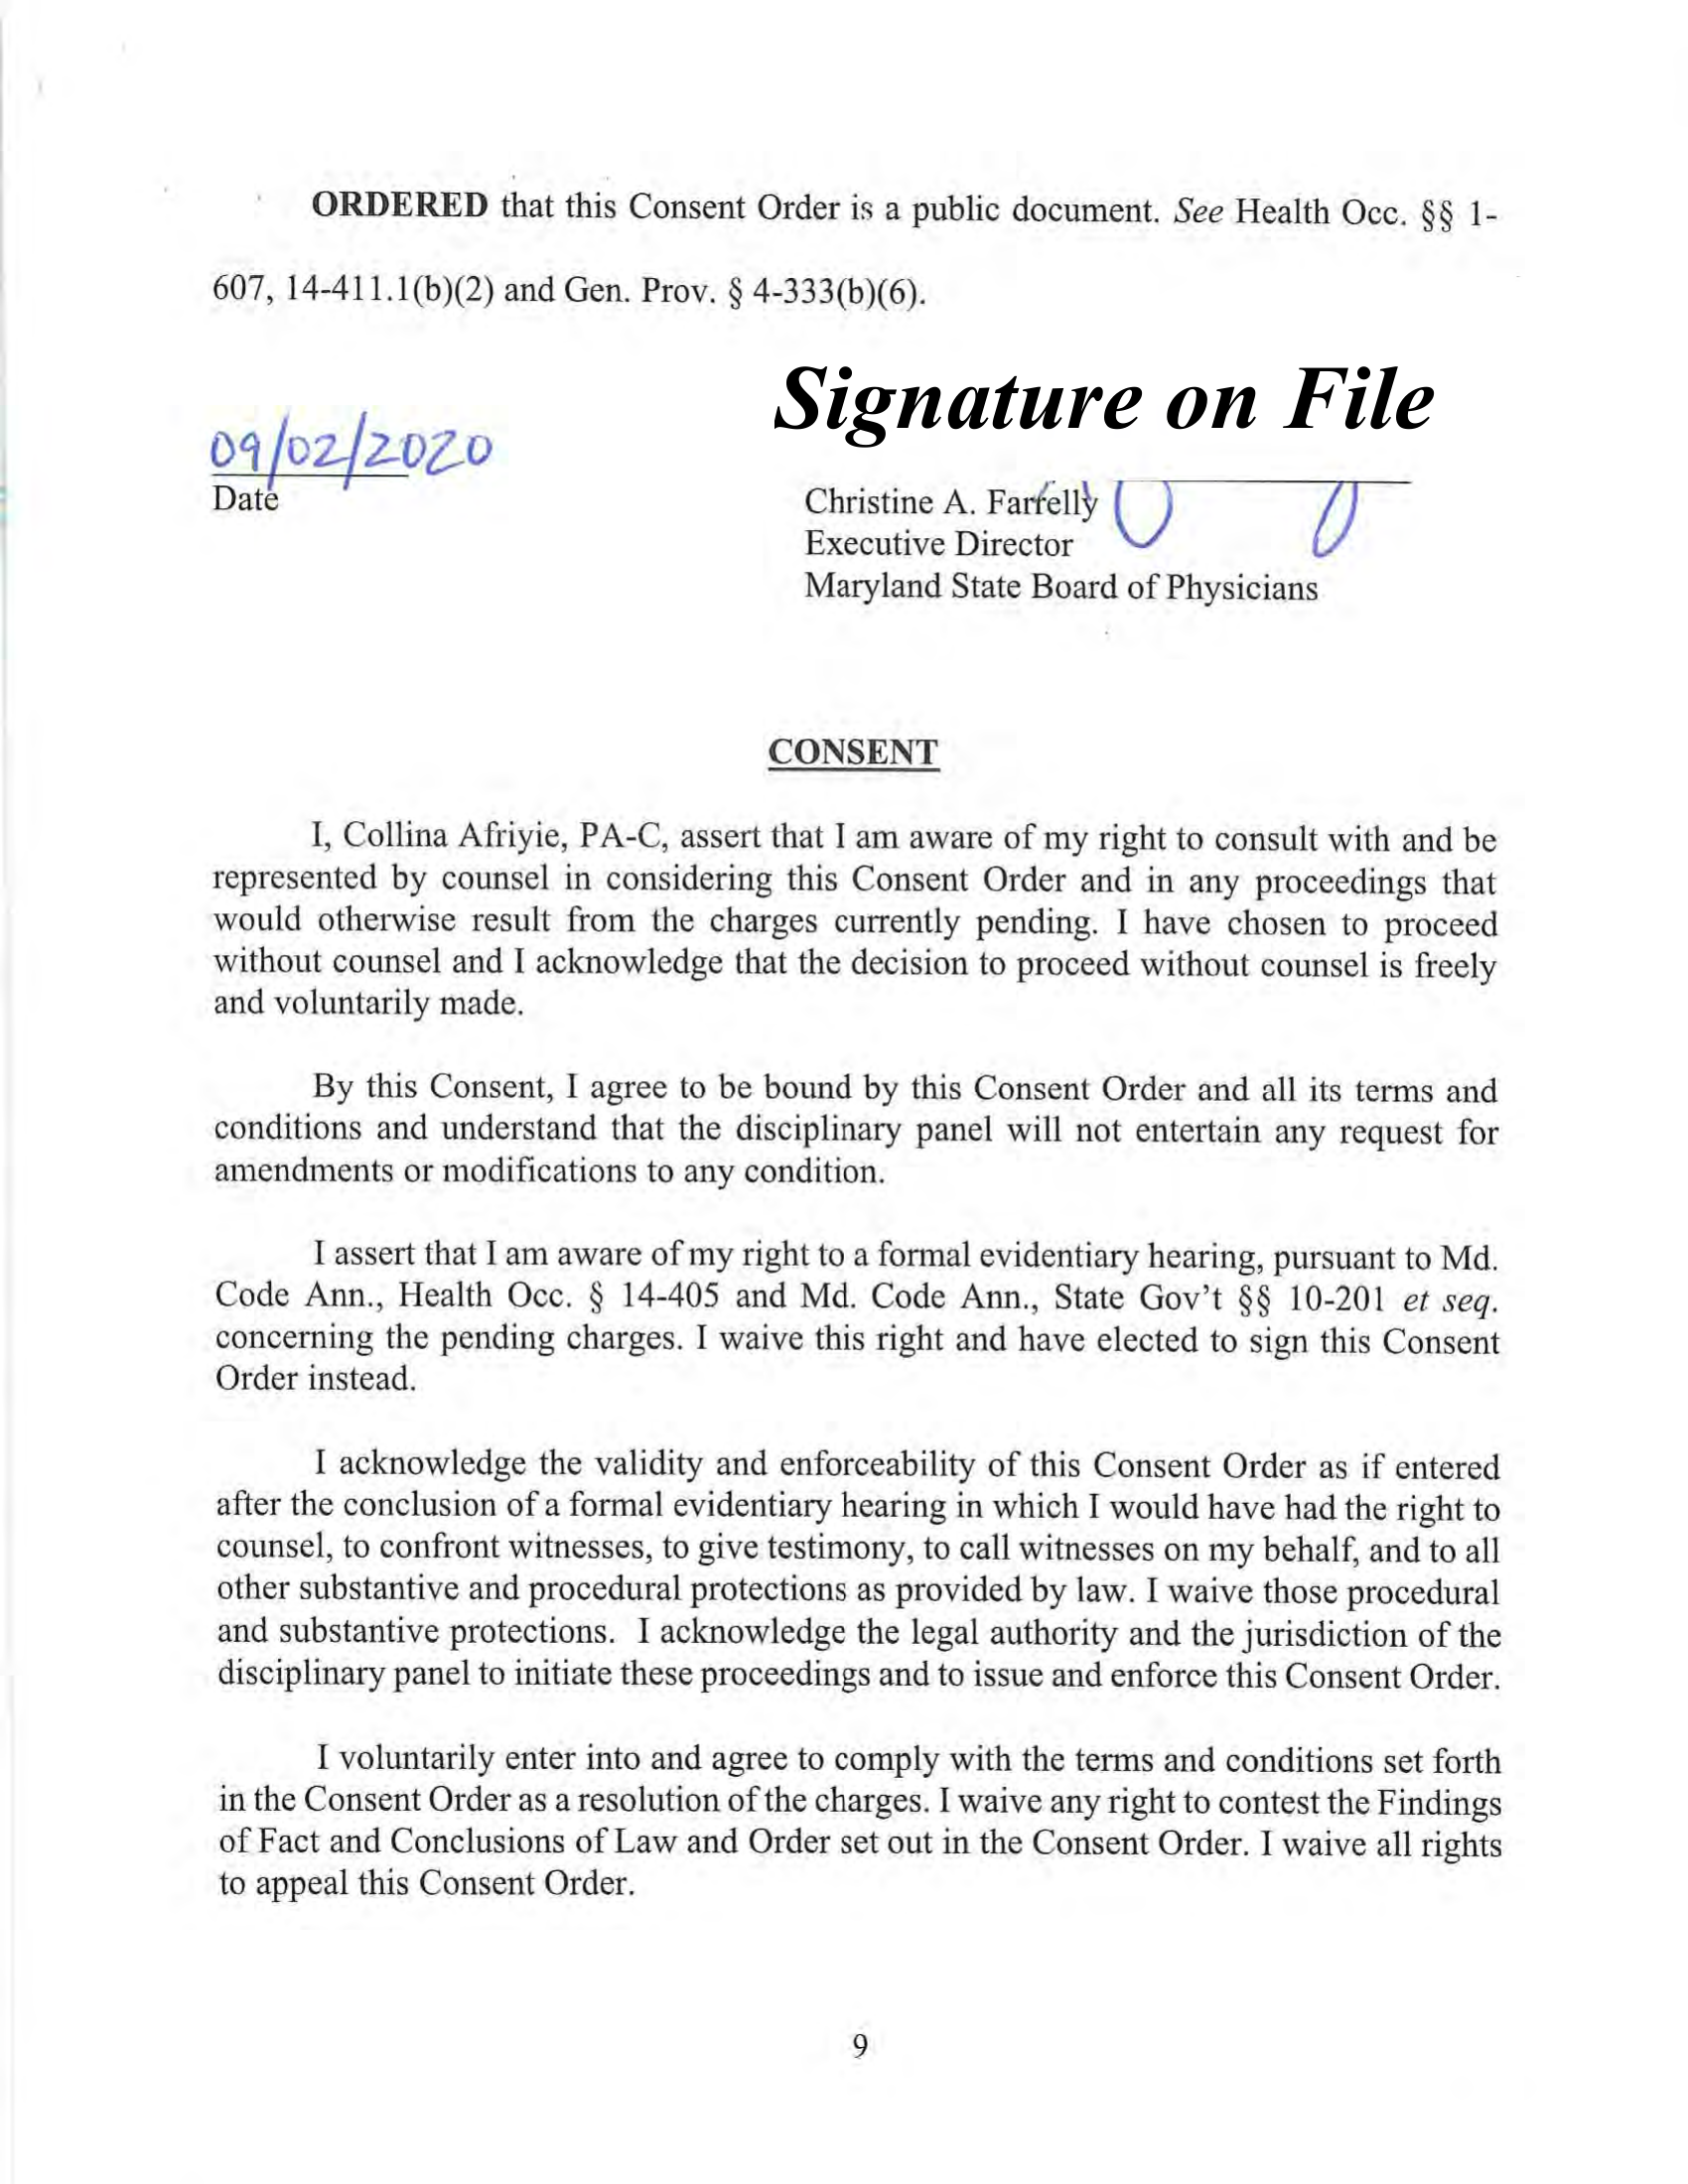 ORDERED that this Consent Order is a public document. See Health Occ. §§ 1-
607, 14-411.1(b)(2) and Gen. Prov. § 4-333(b)(6).
Signature on File
09/02/2020
Date
Christine A. Farrelly
Executive Director
Maryland State Board of Physicians
CONSENT
I, Collina Afriyie, PA-C, assert that I am aware of my right to consult with and be
represented by counsel in considering this Consent Order and in any proceedings that
would otherwise result from the charges currently pending. I have chosen to proceed
without counsel and I acknowledge that the decision to proceed without counsel is freely
and voluntarily made.
By this Consent, I agree to be bound by this Consent Order and all its terms and
conditions and understand that the disciplinary panel will not entertain any request for
amendments or modifications to any condition.
I assert that I am aware of my right to a formal evidentiary hearing, pursuant to Md.
Code Ann., Health Occ. § 14-405 and Md. Code Ann., State Gov't §§ 10-201 et seq.
concerning the pending charges. I waive this right and have elected to sign this Consent
Order instead.
I acknowledge the validity and enforceability of this Consent Order as if entered
after the conclusion of a formal evidentiary hearing in which I would have had the right to
counsel, to confront witnesses, to give testimony, to call witnesses on my behalf, and to all
other substantive and procedural protections as provided by law. I waive those procedural
and substantive protections. I acknowledge the legal authority and the jurisdiction of the
disciplinary panel to initiate these proceedings and to issue and enforce this Consent Order.
I voluntarily enter into and agree to comply with the terms and conditions set forth
in the Consent Order as a resolution of the charges. I waive any right to contest the Findings
of Fact and Conclusions of Law and Order set out in the Consent Order. I waive all rights
to appeal this Consent Order.
9